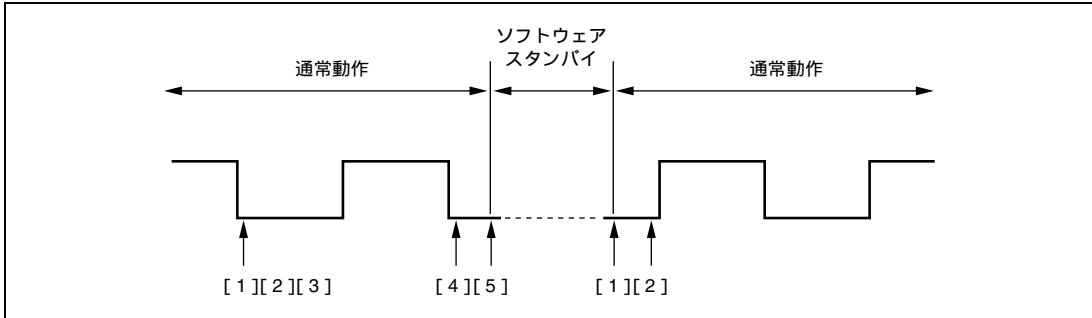 ソフトウェア
スタンバイ
通常動作
通常動作
[ 1 ][ 2 ][ 3 ]
[ 4 ][ 5 ]
[ 1 ][ 2 ]